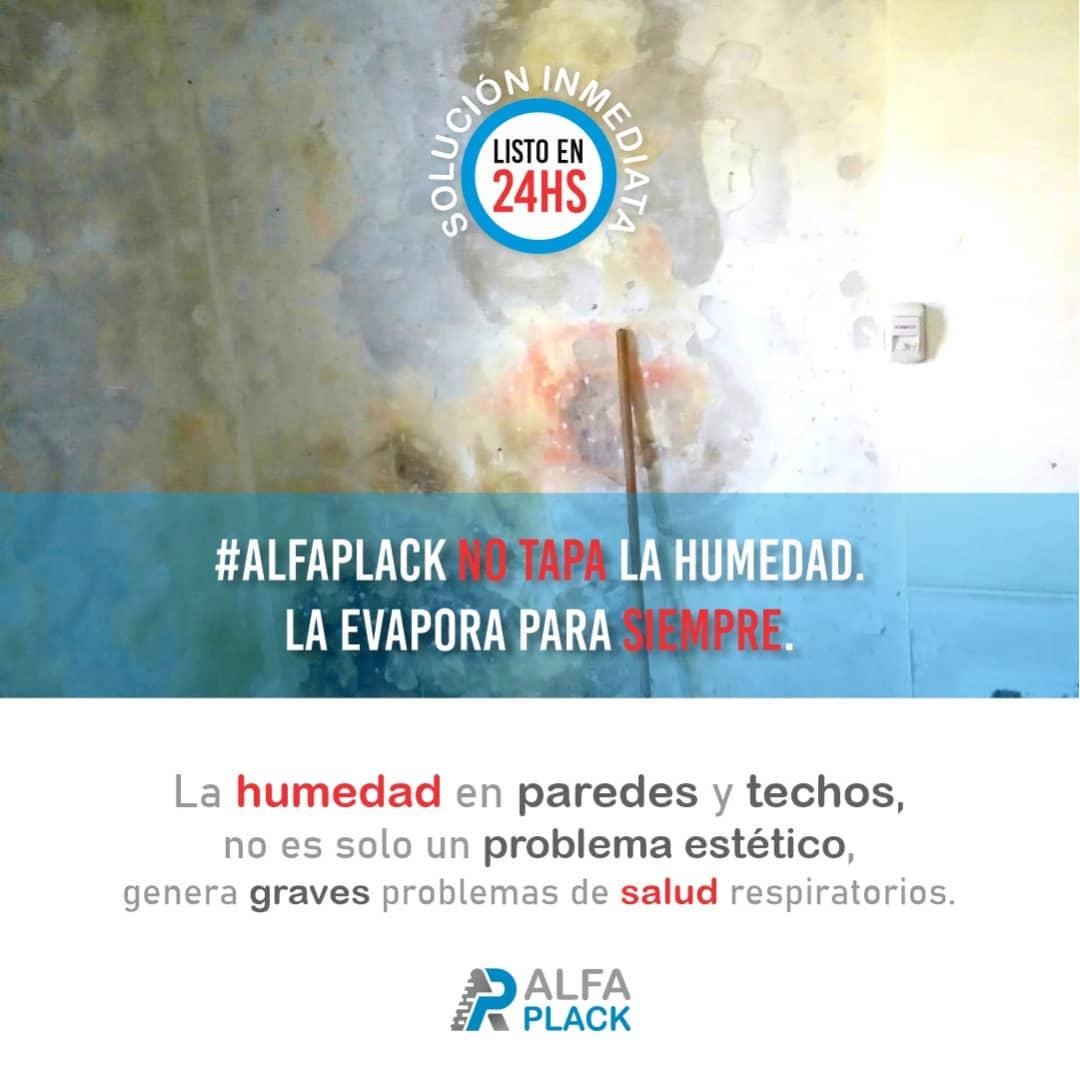 SOLUCIÓN INMEDIATA
LISTO EN
24HS
#ALFAPLACK NO TAPA LA HUMEDAD.
LA EVAPORA PARA SIEMPRE.
La humedad en paredes y techos,
no es solo un problema estético,
genera graves problemas de salud respiratorios.
ALFA
PLACK